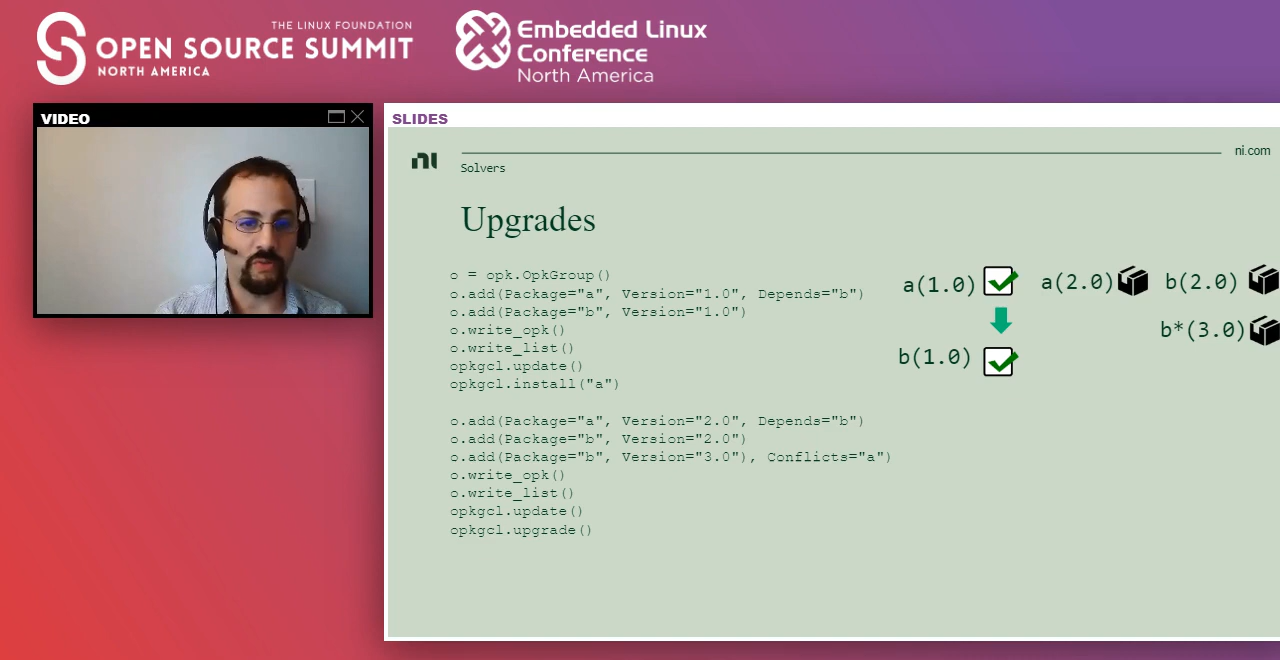 THE LINUX FOUNDATION
OPEN SOURCE SUMMIT
NORTH AMERICA
Embedded Linux
Conference
North America
VIDEO
SLIDES
ni
ni.com
Solvers
Upgrades
o = opk.OpkGroup()
o.add(Package="a", Version="1.0", Depends="b")
o.add(Package="b", Version="1.0")
o.write_opk()
o.write_list()
opkgcl.update()
opkgcl.install("a")
o.add(Package="a", Version="2.0", Depends="b")
o.add(Package="b", Version="2.0")
o.add(Package="b", Version="3.0"), Conflicts="a")
o.write_opk()
o.write_list()
opkgcl.update()
opkgcl.upgrade()
a(1.0) a(2.0) b(2.0)
b*(3.0)
b(1.0)